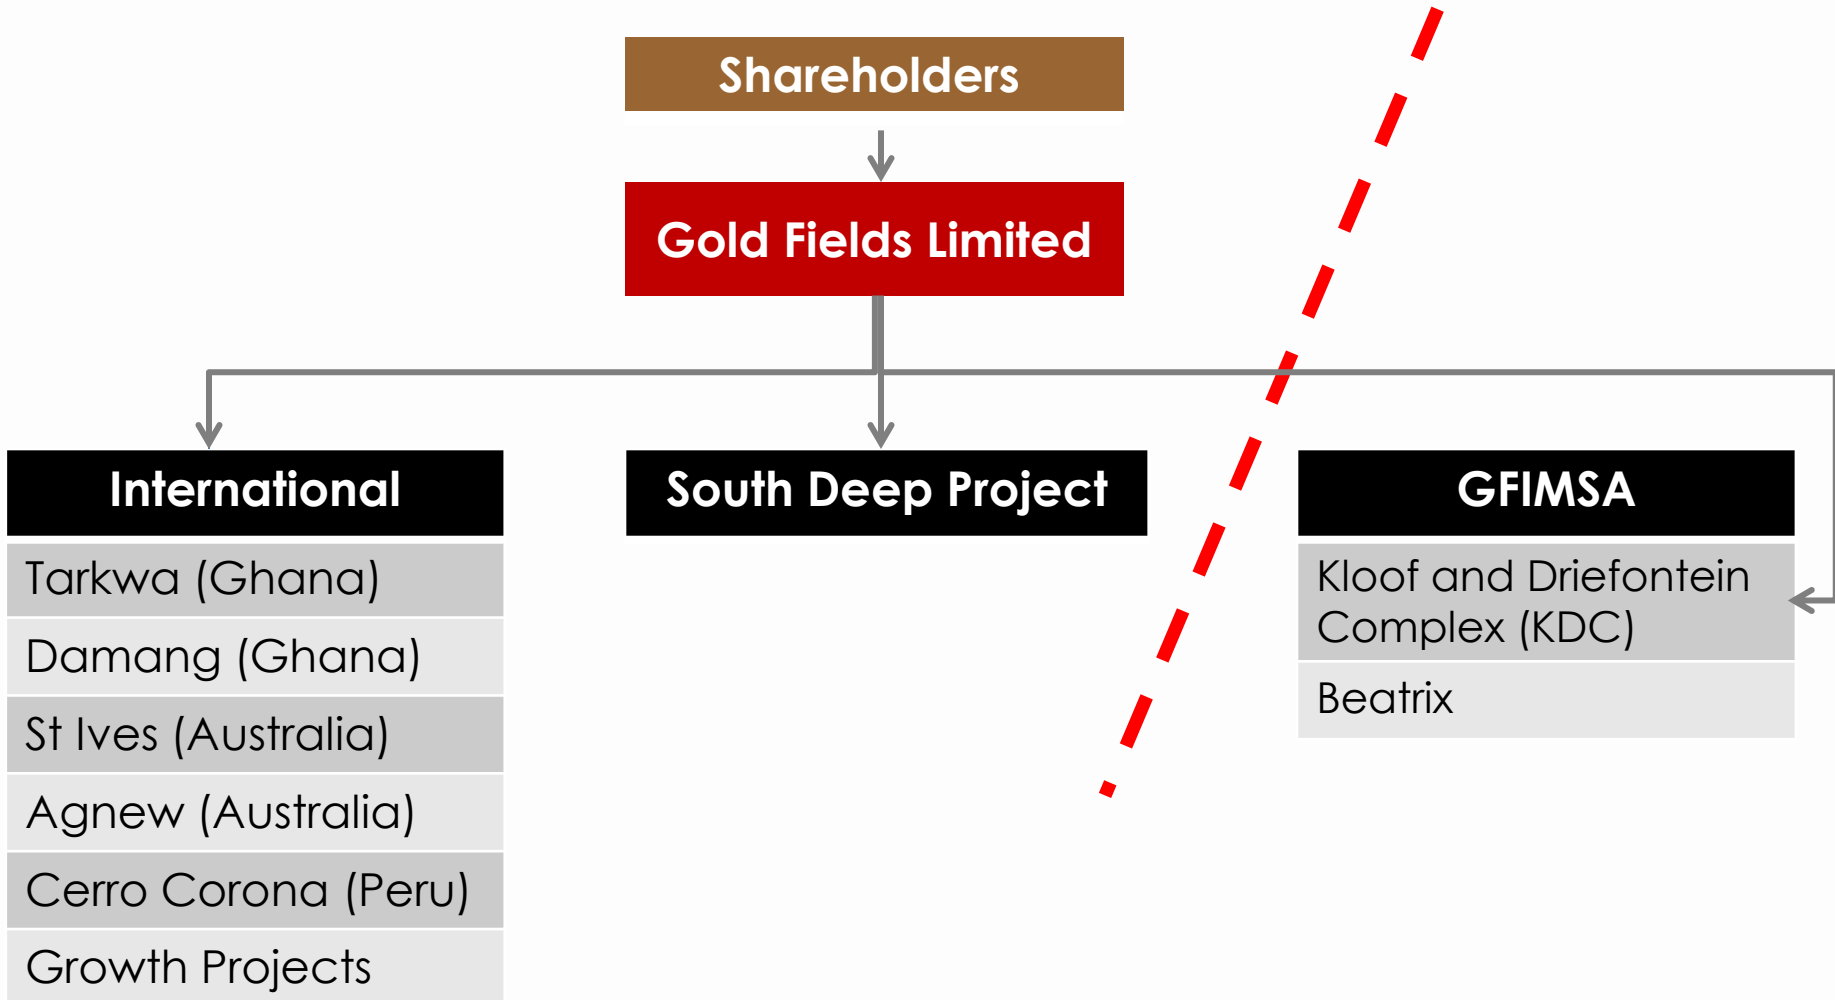 Shareholders
Gold Fields Limited
International
Tarkwa (Ghana)
Damang (Ghana)
St Ives (Australia)
Agnew (Australia)
Cerro Corona (Peru)
Growth Projects
South Deep Project
GFIMSA
Kloof and Driefontein
Complex (KDC)
Beatrix